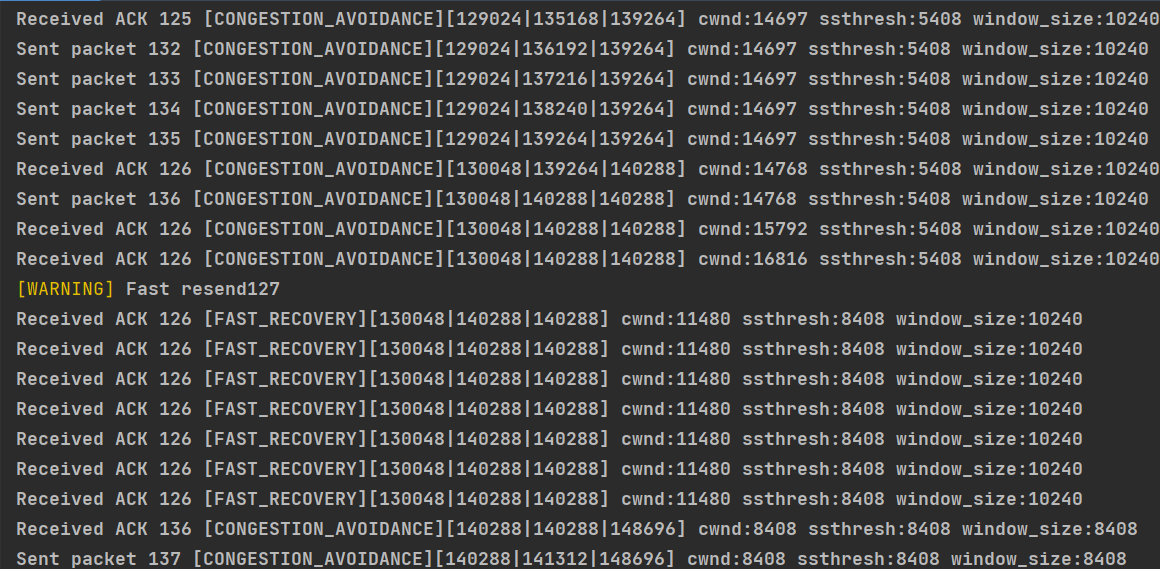 Received ACK 125 [CONGESTION_AVOIDANCE][129024|135168|139264] cwnd:14697 ssthresh:5408 window_size:10240
Sent packet 132 [CONGESTION_AVOIDANCE][129024|136192|139264] cwnd:14697 ssthresh:5408 window_size:10240
Sent packet 133 [CONGESTION_AVOIDANCE][129024|137216|139264] cwnd:14697 ssthresh:5408 window_size:10240
Sent packet 134 [CONGESTION_AVOIDANCE][129024|138240|139264] cwnd:14697 ssthresh:5408 window_size:10240
Sent packet 135 [CONGESTION_AVOIDANCE][129024|139264|139264] cwnd:14697 ssthresh:5408 window_size:10240
Received ACK 126 [CONGESTION_AVOIDANCE][130048|139264|140288] cwnd:14768 ssthresh:5408 window_size:10240
Sent packet 136 [CONGESTION_AVOIDANCE][130048|140288|140288] cwnd:14768 ssthresh:5408 window_size:10240
Received ACK 126 [CONGESTION_AVOIDANCE][130048|140288|140288] cwnd:15792 ssthresh:5408 window_size:10240
Received ACK 126 [CONGESTION_AVOIDANCE][130048|140288|140288] cwnd:16816 ssthresh:5408 window_size:10240
[WARNING] Fast resend127
Received ACK 126 [FAST_RECOVERY][130048|140288|140288] cwnd:11480 ssthresh:8408 window_size:10240
Received ACK 126 [FAST_RECOVERY][130048|140288|140288] cwnd:11480 ssthresh:8408 window_size:10240
Received ACK 126 [FAST_RECOVERY][130048|140288|140288] cwnd:11480 ssthresh:8408 window_size:10240
Received ACK 126 [FAST_RECOVERY][130048|140288|140288] cwnd:11480 ssthresh:8408 window_size:10240
Received ACK 126 [FAST_RECOVERY][130048|140288|140288] cwnd:11480 ssthresh:8408 window_size:10240
Received ACK 126 [FAST_RECOVERY][130048|140288|140288] cwnd:11480 ssthresh:8408 window_size:10240
Received ACK 126 [FAST_RECOVERY][130048|140288|140288] cwnd:11480 ssthresh:8408 window_size:10240
Received ACK 136 [CONGESTION_AVOIDANCE][140288|140288|148696] cwnd:8408 ssthresh:8408 window_size:8408
Sent packet 137 [CONGESTION_AVOIDANCE][140288|141312|148696] cwnd:8408 ssthresh:8408 window_size:8408